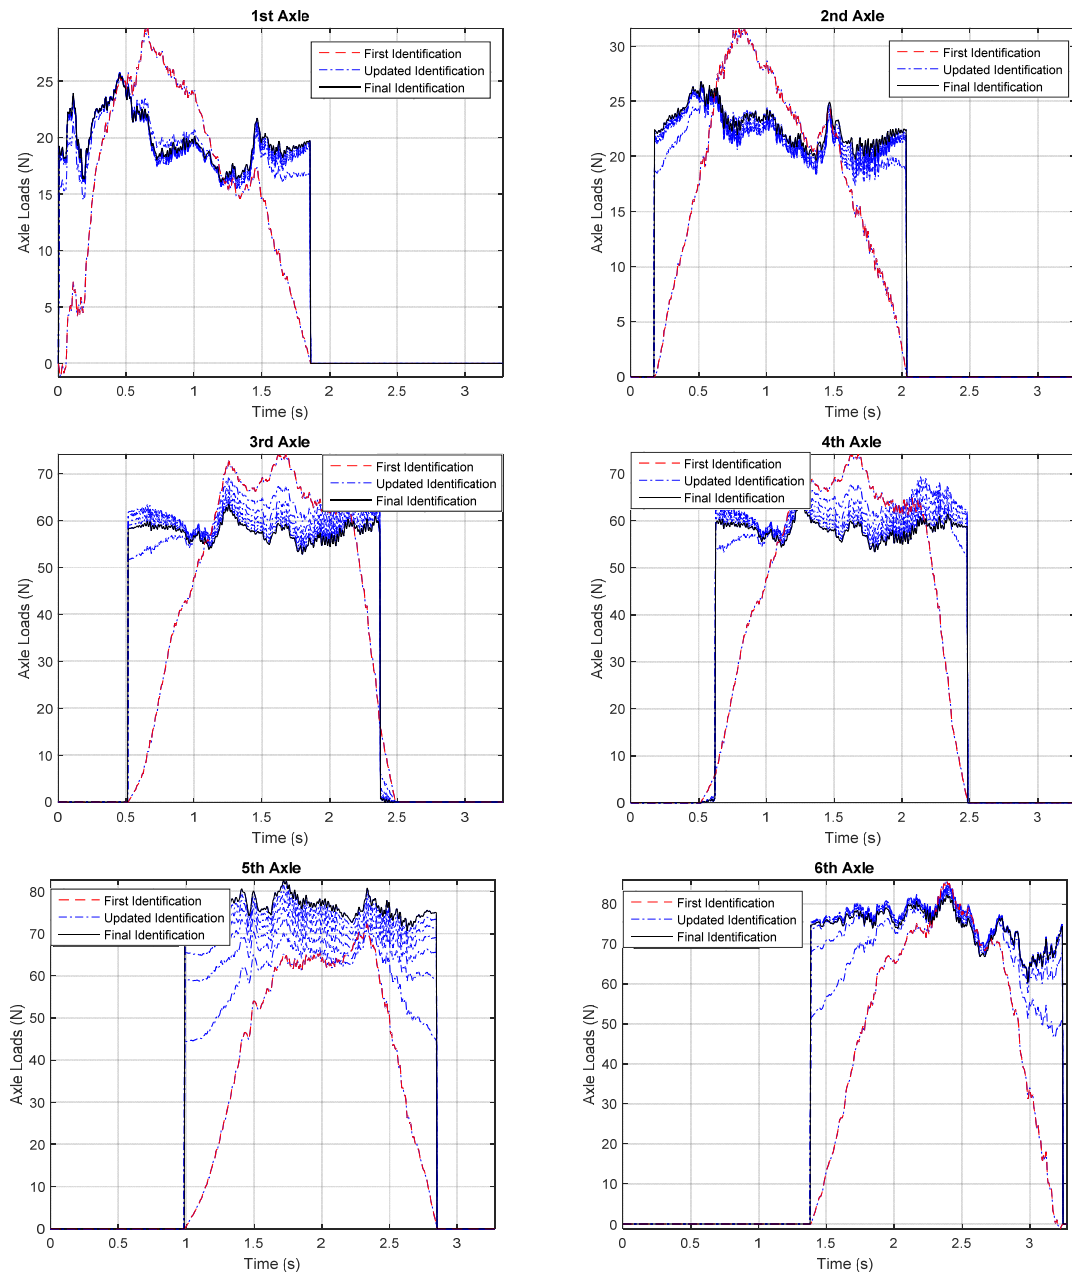 1st Axle
First Identification
Updated Identification
Final Identification
25
20
15
10
5
0
Axle Loads (N)
0 0.5 1 1.5 2 2.5 3
Time (s)
2nd Axle
First Identification
Updated Identification
Final Identification
30
25
20
15
10
5
0
Axle Loads (N)
0 0.5 1 1.5 2 2.5 3
Time (s)
3rd Axle
First Identification
Updated Identification
Final Identification
70
60
50
40
30
20
10
0
Axle Loads (N)
0 0.5 1 1.5 2 2.5 3
Time (s)
4th Axle
First Identification
Updated Identification
Final Identification
70
60
50
40
30
20
10
0
Axle Loads (N)
0 0.5 1 1.5 2 2.5 3
Time (s)
5th Axle
First Identification
Updated Identification
Final Identification
80
70
60
50
40
30
20
10
0
Axle Loads (N)
0 0.5 1 1.5 2 2.5 3
Time (s)
6th Axle
First Identification
Updated Identification
Final Identification
80
70
60
50
40
30
20
10
0
Axle Loads (N)
0 0.5 1 1.5 2 2.5 3
Time (s)